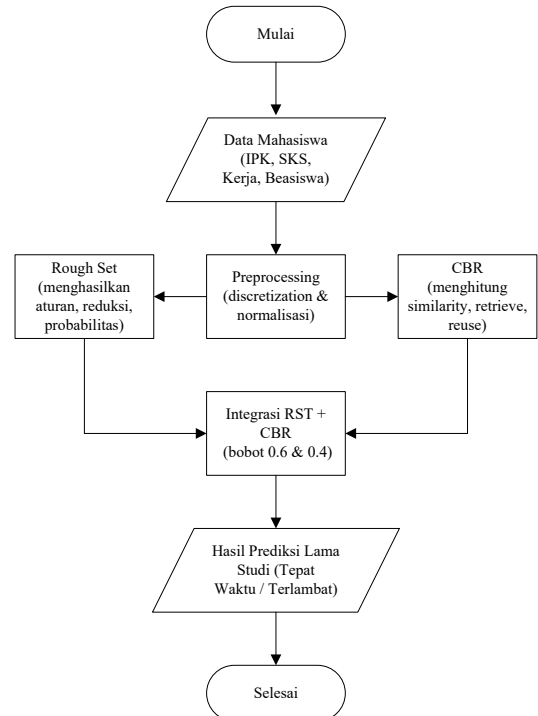 Mulai
Data Mahasiswa
(IPK, SKS,
Kerja, Beasiswa)
Rough Set
(menghasilkan
aturan, reduksi,
probabilitas)
Preprocessing
(discretization &
normalisasi)
CBR
(menghitung
similarity, retrieve,
reuse)
Integrasi RST +
CBR
(bobot 0.6 & 0.4)
Hasil Prediksi Lama
Studi (Tepat
Waktu / Terlambat)
Selesai